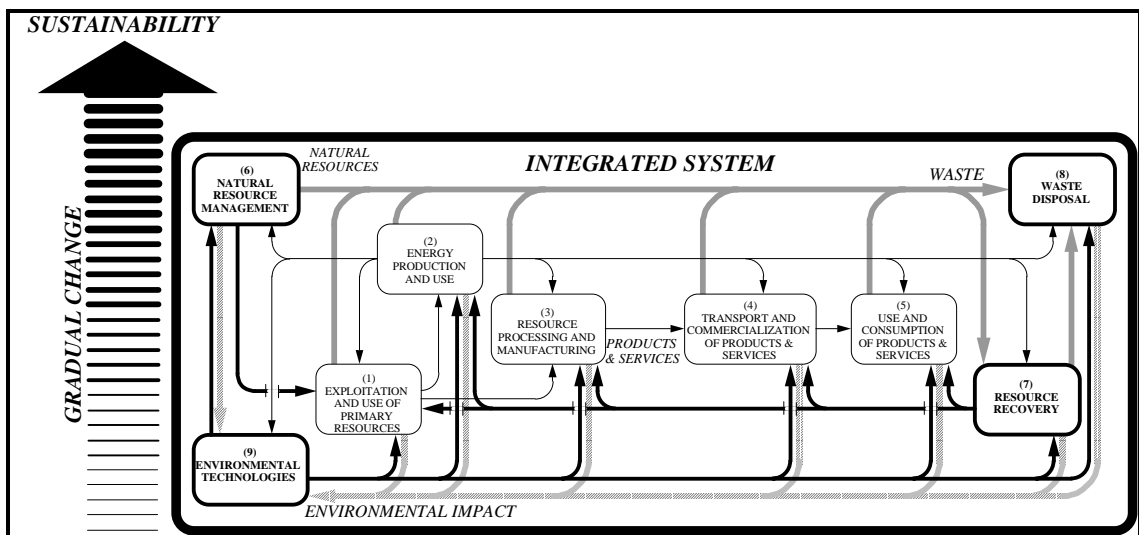 SUSTAINABILITY
GRADUAL CHANGE
INTEGRATED SYSTEM
NATURAL
RESOURCES
WASTE
(6)
NATURAL
RESOURCE
MANAGEMENT
(8)
WASTE
DISPOSAL
(2)
ENERGY
PRODUCTION
AND USE
(3)
RESOURCE
PROCESSING AND
MANUFACTURING
PRODUCTS
& SERVICES
(4)
TRANSPORT AND
COMMERCIALIZATION
OF PRODUCTS &
SERVICES
(5)
USE AND
CONSUMPTION
OF PRODUCTS &
SERVICES
(1)
EXPLOITATION
AND USE OF
PRIMARY
RESOURCES
(7)
RESOURCE
RECOVERY
(9)
ENVIRONMENTAL
TECHNOLOGIES
ENVIRONMENTAL IMPACT